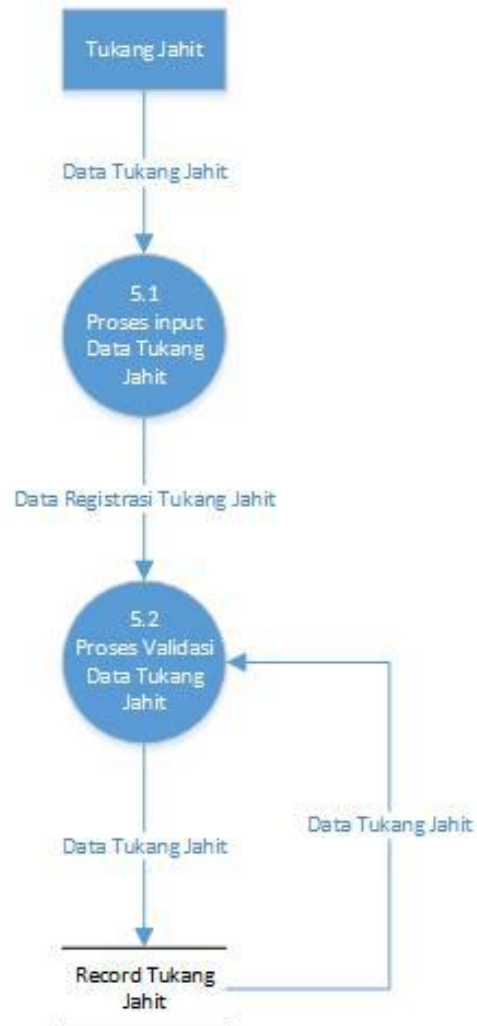 Tukang Jahit
Data Tukang Jahit
5.1
Proses input
Data Tukang
Jahit
Data Registrasi Tukang Jahit
5.2
Proses Validasi
Data Tukang
Jahit
Data Tukang Jahit
Data Tukang Jahit
Record Tukang
Jahit